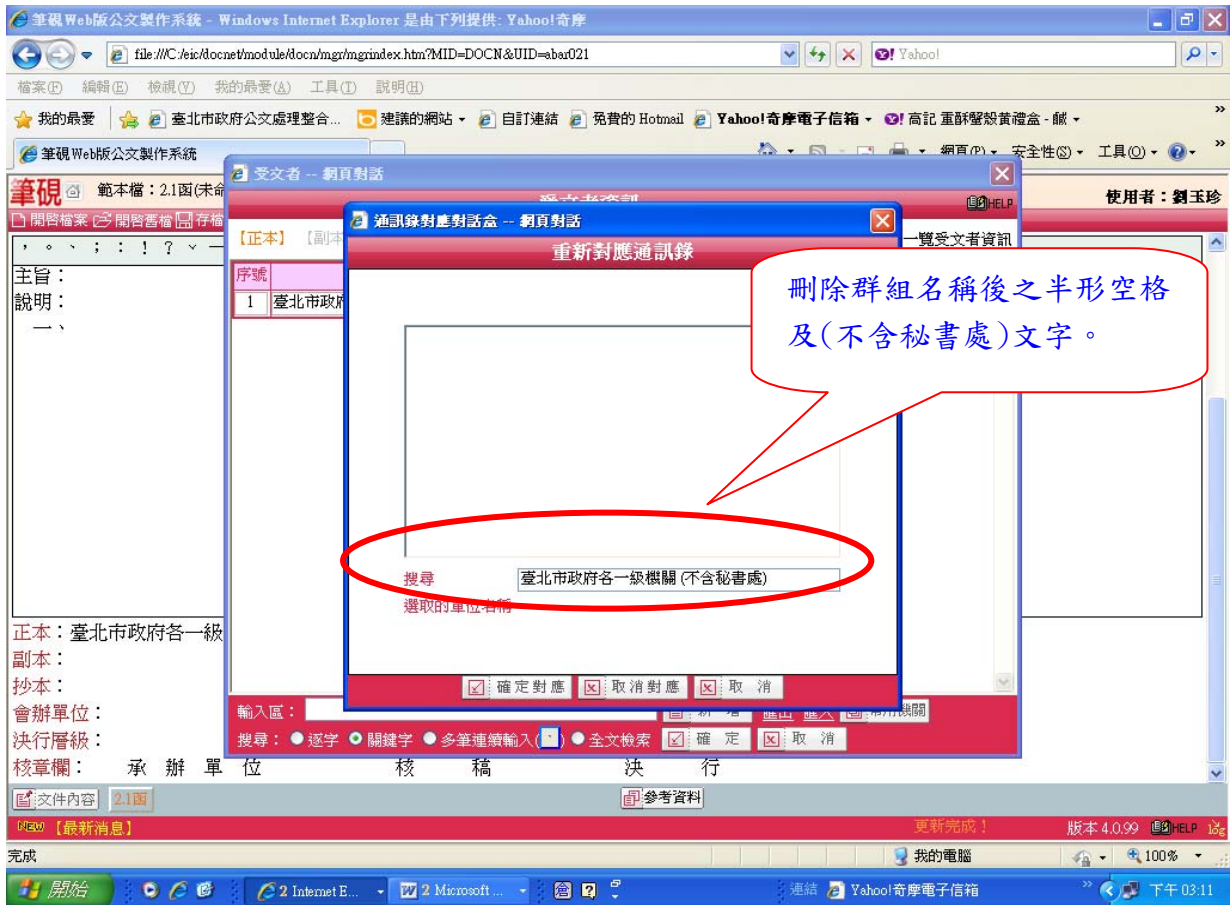 筆硯Web版公文製作系統 - Windows Internet Explorer 是由下列提供: Yahoo!奇摩
file:///C:/eic/docnet/module/docn/mgr/mgrindex.htm?MID=DOCN&UID=abar021
Yahoo!
檔案(F) 編輯(E) 檢視(V) 我的最愛(A) 工具(T) 說明(H)
我的最愛 臺北市政府公文處理整合... 建議的網站 自訂連結 免費的 Hotmail Yahoo!奇摩電子信箱
筆硯Web版公文製作系統
網頁(P) 安全性(S) 工具(O)
筆硯 範本檔：2.1函(未命
使用者：劉玉珍
開啓檔案 開啓舊檔 存檔
，。、；：！？
受文者 -- 網頁對話
HELP
【正本】 【副本
一覽受文者資訊
序號
1 臺北市政府
通訊錄對應對話盒 -- 網頁對話
重新對應通訊錄
刪除群組名稱後之半形空格
及(不含秘書處)文字。
搜尋 臺北市政府各一級機關 (不含秘書處)
選取的單位名稱
確定對應 取消對應 取 消
主旨：
說明：
一、
正本：臺北市政府各一級
副本：
抄本：
會辦單位：
決行層級：
核章欄： 承 辦 單 位 核 稿 決 行
輸入區： 新 增 匯出 匯入 常用機關
搜尋： 逐字 關鍵字 多筆連續輸入(、) 全文檢索 確 定 取 消
文件內容 2.1函 參考資料
NEW 【最新消息】 更新完成！ 版本 4.0.99 HELP
完成 我的電腦 100%
開始 2 Internet E... 2 Microsoft ... 連結 Yahoo!奇摩電子信箱 下午 03:11